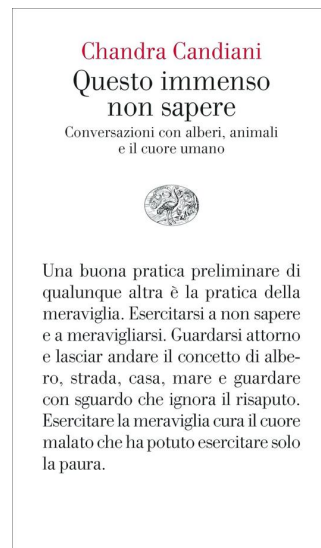 Chandra Candiani
Questo immenso
non sapere
Conversazioni con alberi, animali
e il cuore umano
Una buona pratica preliminare di
qualunque altra è la pratica della
meraviglia. Esercitarsi a non sapere
e a meravigliarsi. Guardarsi attorno
e lasciar andare il concetto di albe-
ro, strada, casa, mare e guardare
con sguardo che ignora il risaputo.
Esercitare la meraviglia cura il cuore
malato che ha potuto esercitare solo
la paura.